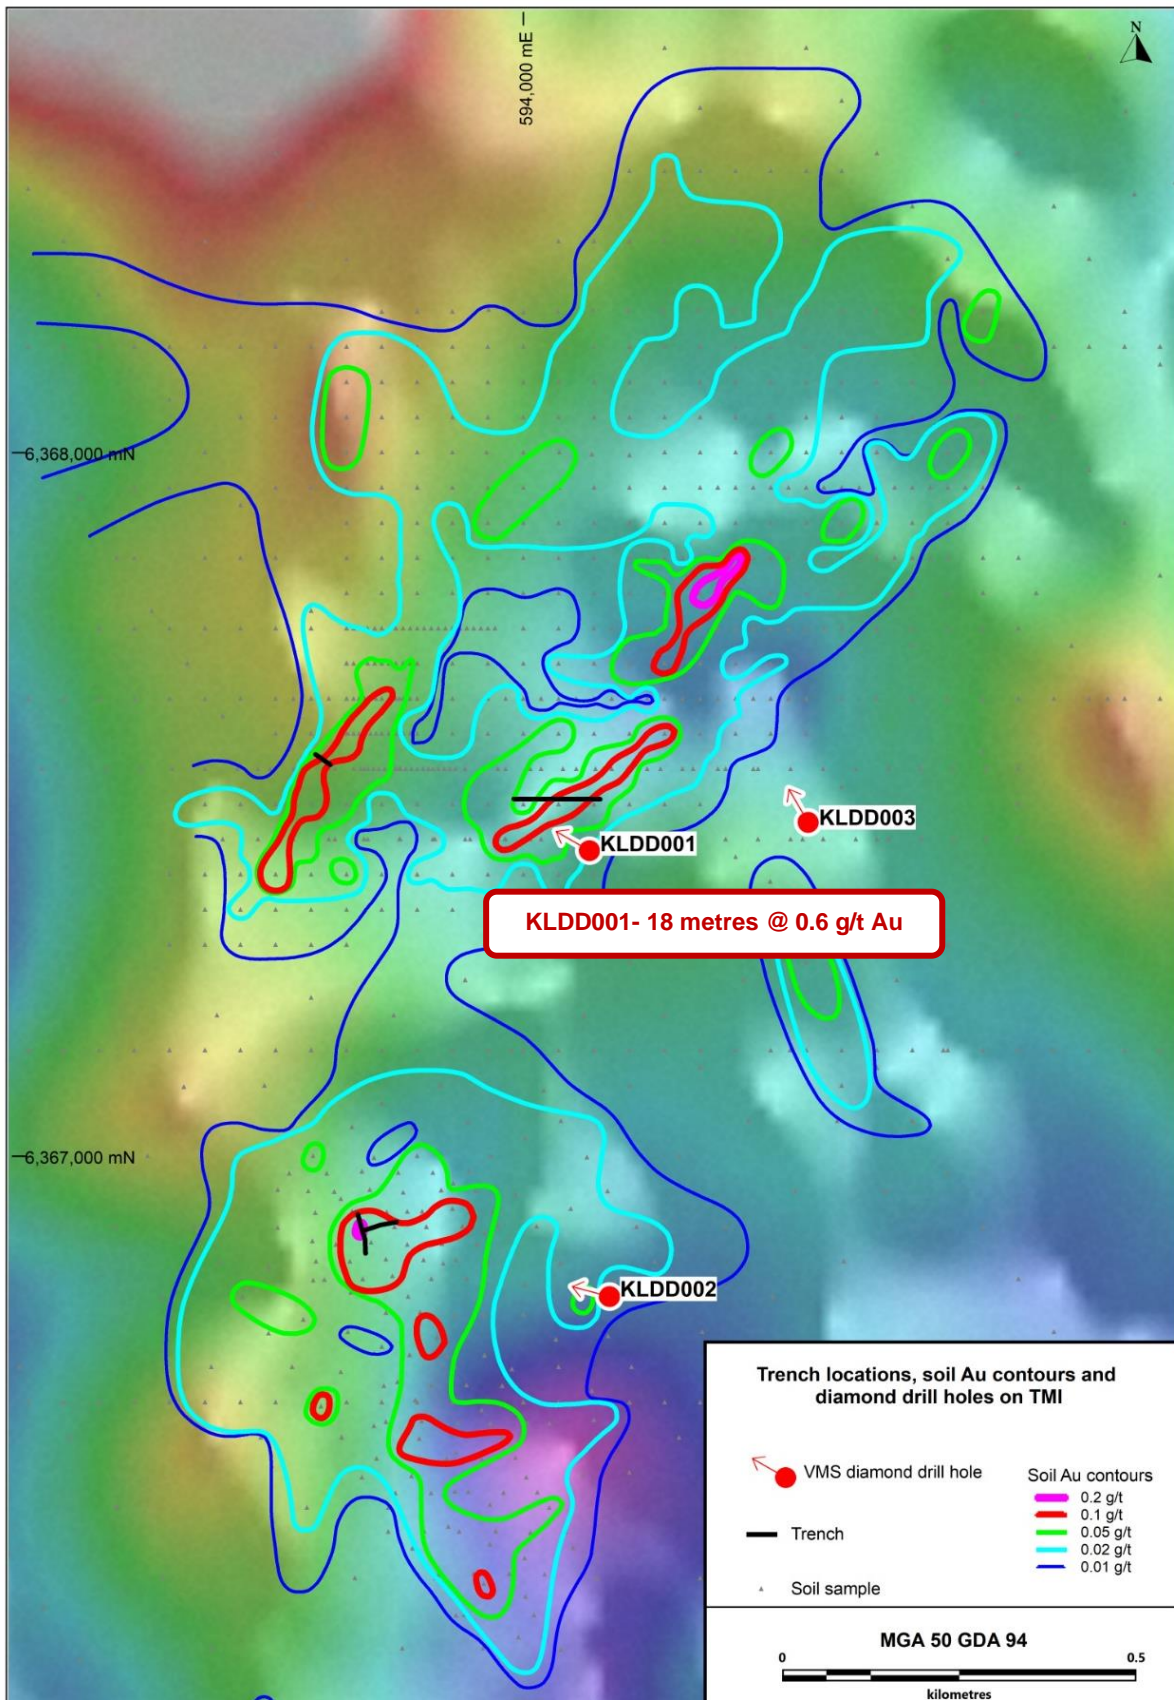 N
594,000 mE
6,368,000 mN
KLDD003
KLDD001
KLDD001- 18 metres @ 0.6 g/t Au
6,367,000 mN
KLDD002
Trench locations, soil Au contours and
diamond drill holes on TMI
VMS diamond drill hole
Trench
Soil sample
Soil Au contours
0.2 g/t
0.1 g/t
0.05 g/t
0.02 g/t
0.01 g/t
MGA 50 GDA 94
0 0.5
kilometres